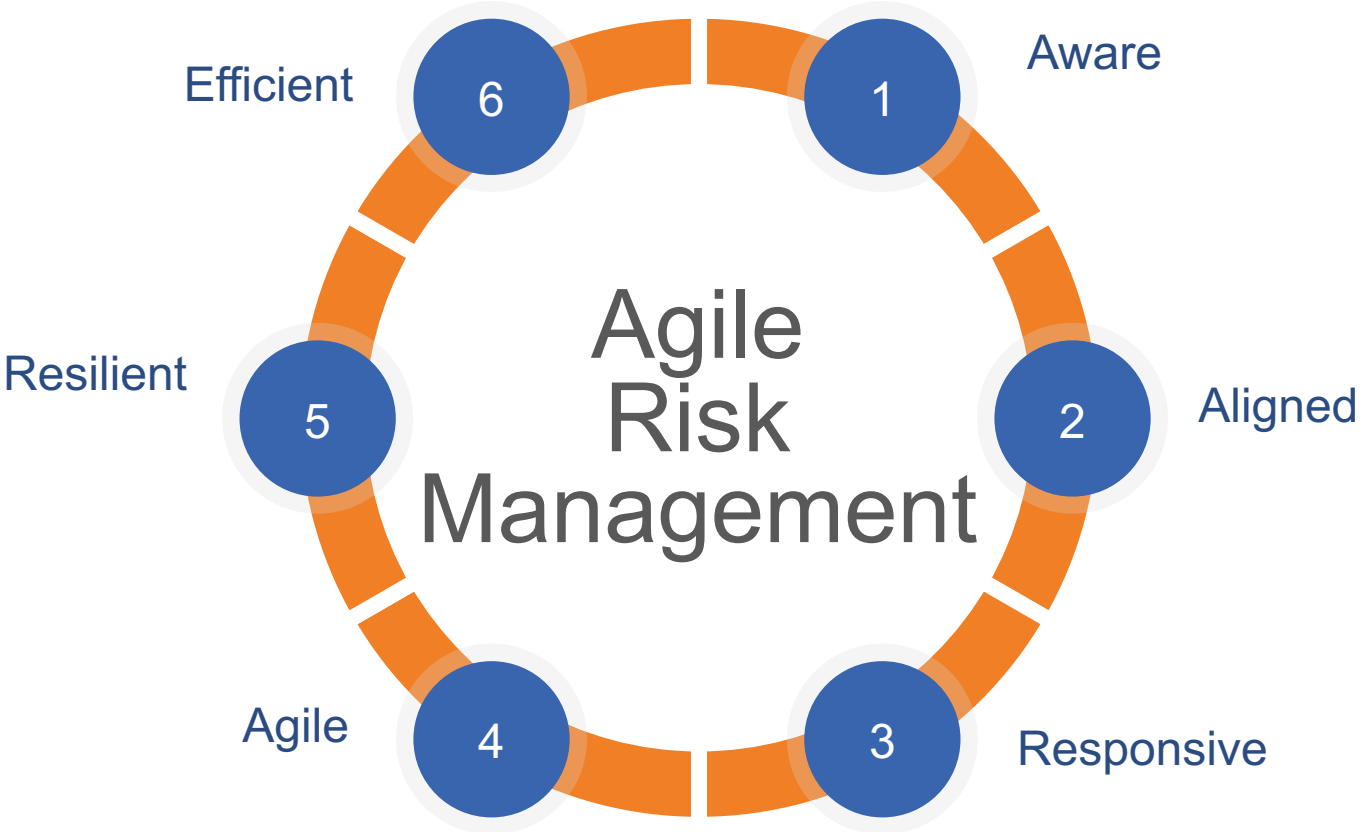 Agile
Risk
Management
1
Aware
2
Aligned
3
Responsive
4
Agile
5
Resilient
6
Efficient